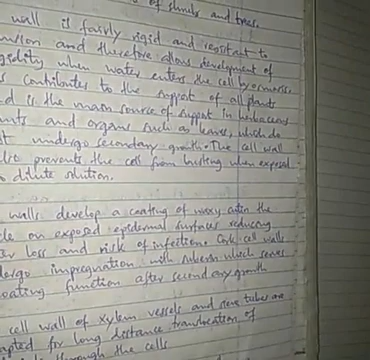 of shrubs and trees.
wall is fairly rigid and resistant to
and therefore allows development of
when water enters the cell by osmosis.
contributes to the support of all plants
is the main source of support in herbaceous
and organs such as leaves, which do
undergo secondary growth. The cell wall
prevents the cell from bursting when exposed
dilute solution.
walls develop a coating of waxy cutin the
on exposed epidermal surfaces reducing
loss and risk of infection. Cork cell walls
impregnation with suberin which serves
function after secondary growth
cell wall of xylem vessels and sieve tubes are
for long distance translocation of
through the cells